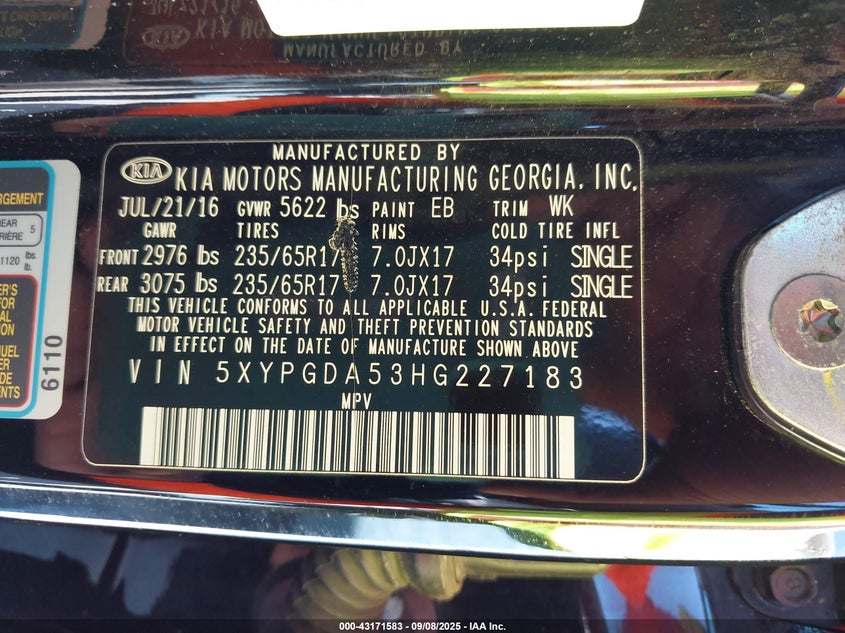 MANUFACTURED BY
KIA KIA MOTORS MANUFACTURING GEORGIA, INC.
JUL/21/16 GVWR 5622 lbs PAINT EB TRIM WK
GAWR TIRES RIMS COLD TIRE INFL
FRONT 2976 lbs 235/65R17 7.0JX17 34psi SINGLE
REAR 3075 lbs 235/65R17 7.0JX17 34psi SINGLE
THIS VEHICLE CONFORMS TO ALL APPLICABLE U.S.A. FEDERAL
MOTOR VEHICLE SAFETY AND THEFT PREVENTION STANDARDS
IN EFFECT ON THE DATE OF MANUFACTURE SHOWN ABOVE
VIN 5XYPGDA53HG227183
MPV
5
1120 lbs
lb.
6110
000-43171583 - 09/08/2025 - IAA Inc.